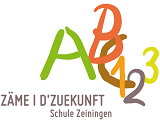 ABC123
ZÄME I D'ZUEKUNFT
Schule Zeiningen